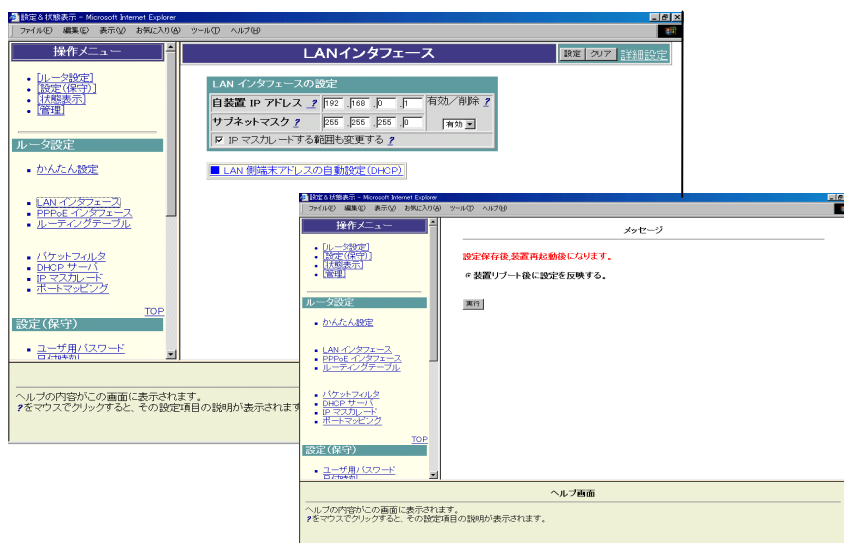 設定＆状態表示 - Microsoft Internet Explorer
ファイル(F) 編集(E) 表示(V) お気に入り(A) ツール(T) ヘルプ(H)
操作メニュー
[ルータ設定]
[設定(保守)]
[状態表示]
[管理]
ルータ設定
かんたん設定
LAN インタフェース
PPPoE インタフェース
ルーティングテーブル
パケットフィルタ
DHCP サーバ
IP マスカレード
ポートマッピング
TOP
設定(保守)
ユーザ用パスワード
LANインタフェース
設定 クリア 詳細設定
LAN インタフェースの設定
自装置 IP アドレス ? 192 .168 .0 .1 有効／削除 ?
サブネットマスク ? 255 .255 .255 .0 有効
IP マスカレードする範囲も変更する ?
■ LAN 側端末アドレスの自動設定(DHCP)
ヘルプの内容がこの画面に表示されます。
?をマウスでクリックすると、その設定項目の説明が表示されます
設定＆状態表示 - Microsoft Internet Explorer
ファイル(F) 編集(E) 表示(V) お気に入り(A) ツール(T) ヘルプ(H)
操作メニュー
[ルータ設定]
[設定(保守)]
[状態表示]
[管理]
ルータ設定
かんたん設定
LAN インタフェース
PPPoE インタフェース
ルーティングテーブル
パケットフィルタ
DHCP サーバ
IP マスカレード
ポートマッピング
TOP
設定(保守)
ユーザ用パスワード
メッセージ
設定保存後,装置再起動後になります。
装置リブート後に設定を反映する。
実行
ヘルプ画面
ヘルプの内容がこの画面に表示されます。
?をマウスでクリックすると、その設定項目の説明が表示されます。